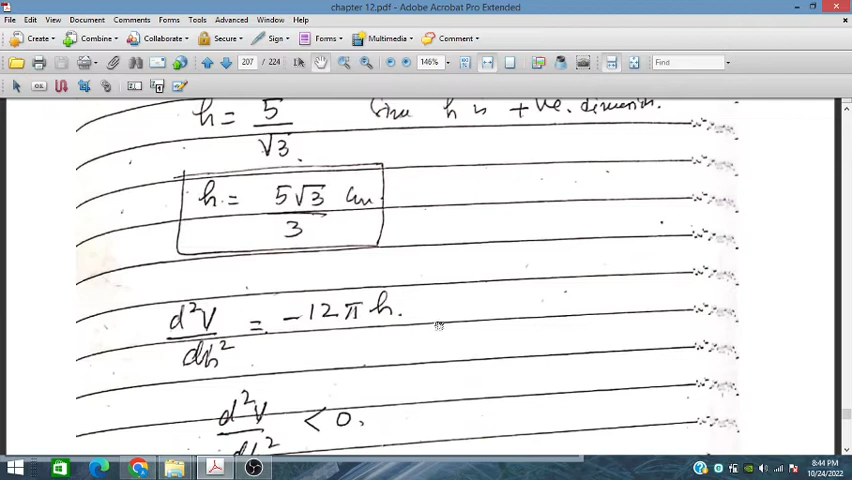 chapter 12.pdf - Adobe Acrobat Pro Extended
File Edit View Document Comments Forms Tools Advanced Window Help
Create Combine Collaborate Secure Sign Forms Multimedia Comment
207 / 224 146% Find
h = 5/√3 Since h is +ve. dimension.
h = 5√3/3 cm.
d²V/dh² = -12πh.
d²V/dh² < 0.
8:44 PM
10/24/2022